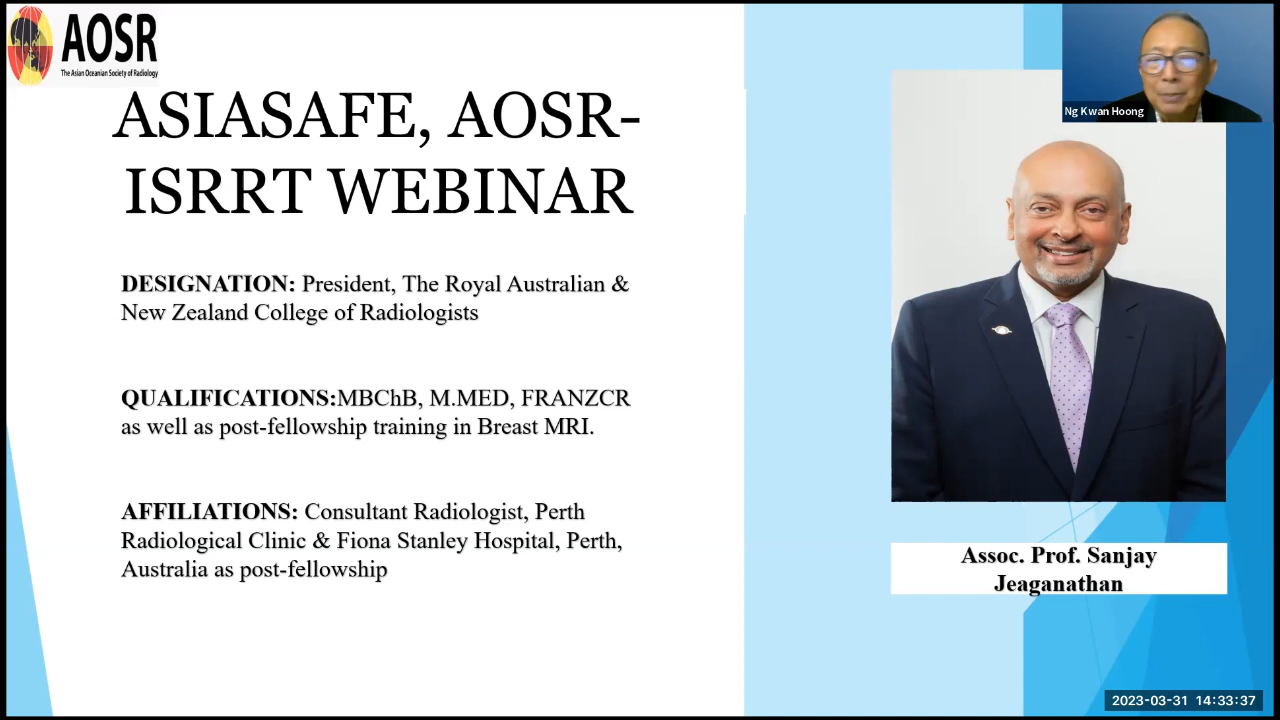 AOSR
The Asian Oceanian Society of Radiology
ASIASAFE, AOSR-
ISRRT WEBINAR
DESIGNATION: President, The Royal Australian &
New Zealand College of Radiologists
QUALIFICATIONS:MBChB, M.MED, FRANZCR
as well as post-fellowship training in Breast MRI.
AFFILIATIONS: Consultant Radiologist, Perth
Radiological Clinic & Fiona Stanley Hospital, Perth,
Australia as post-fellowship
Ng Kwan Hoong
Assoc. Prof. Sanjay
Jeaganathan
2023-03-31 14:33:37